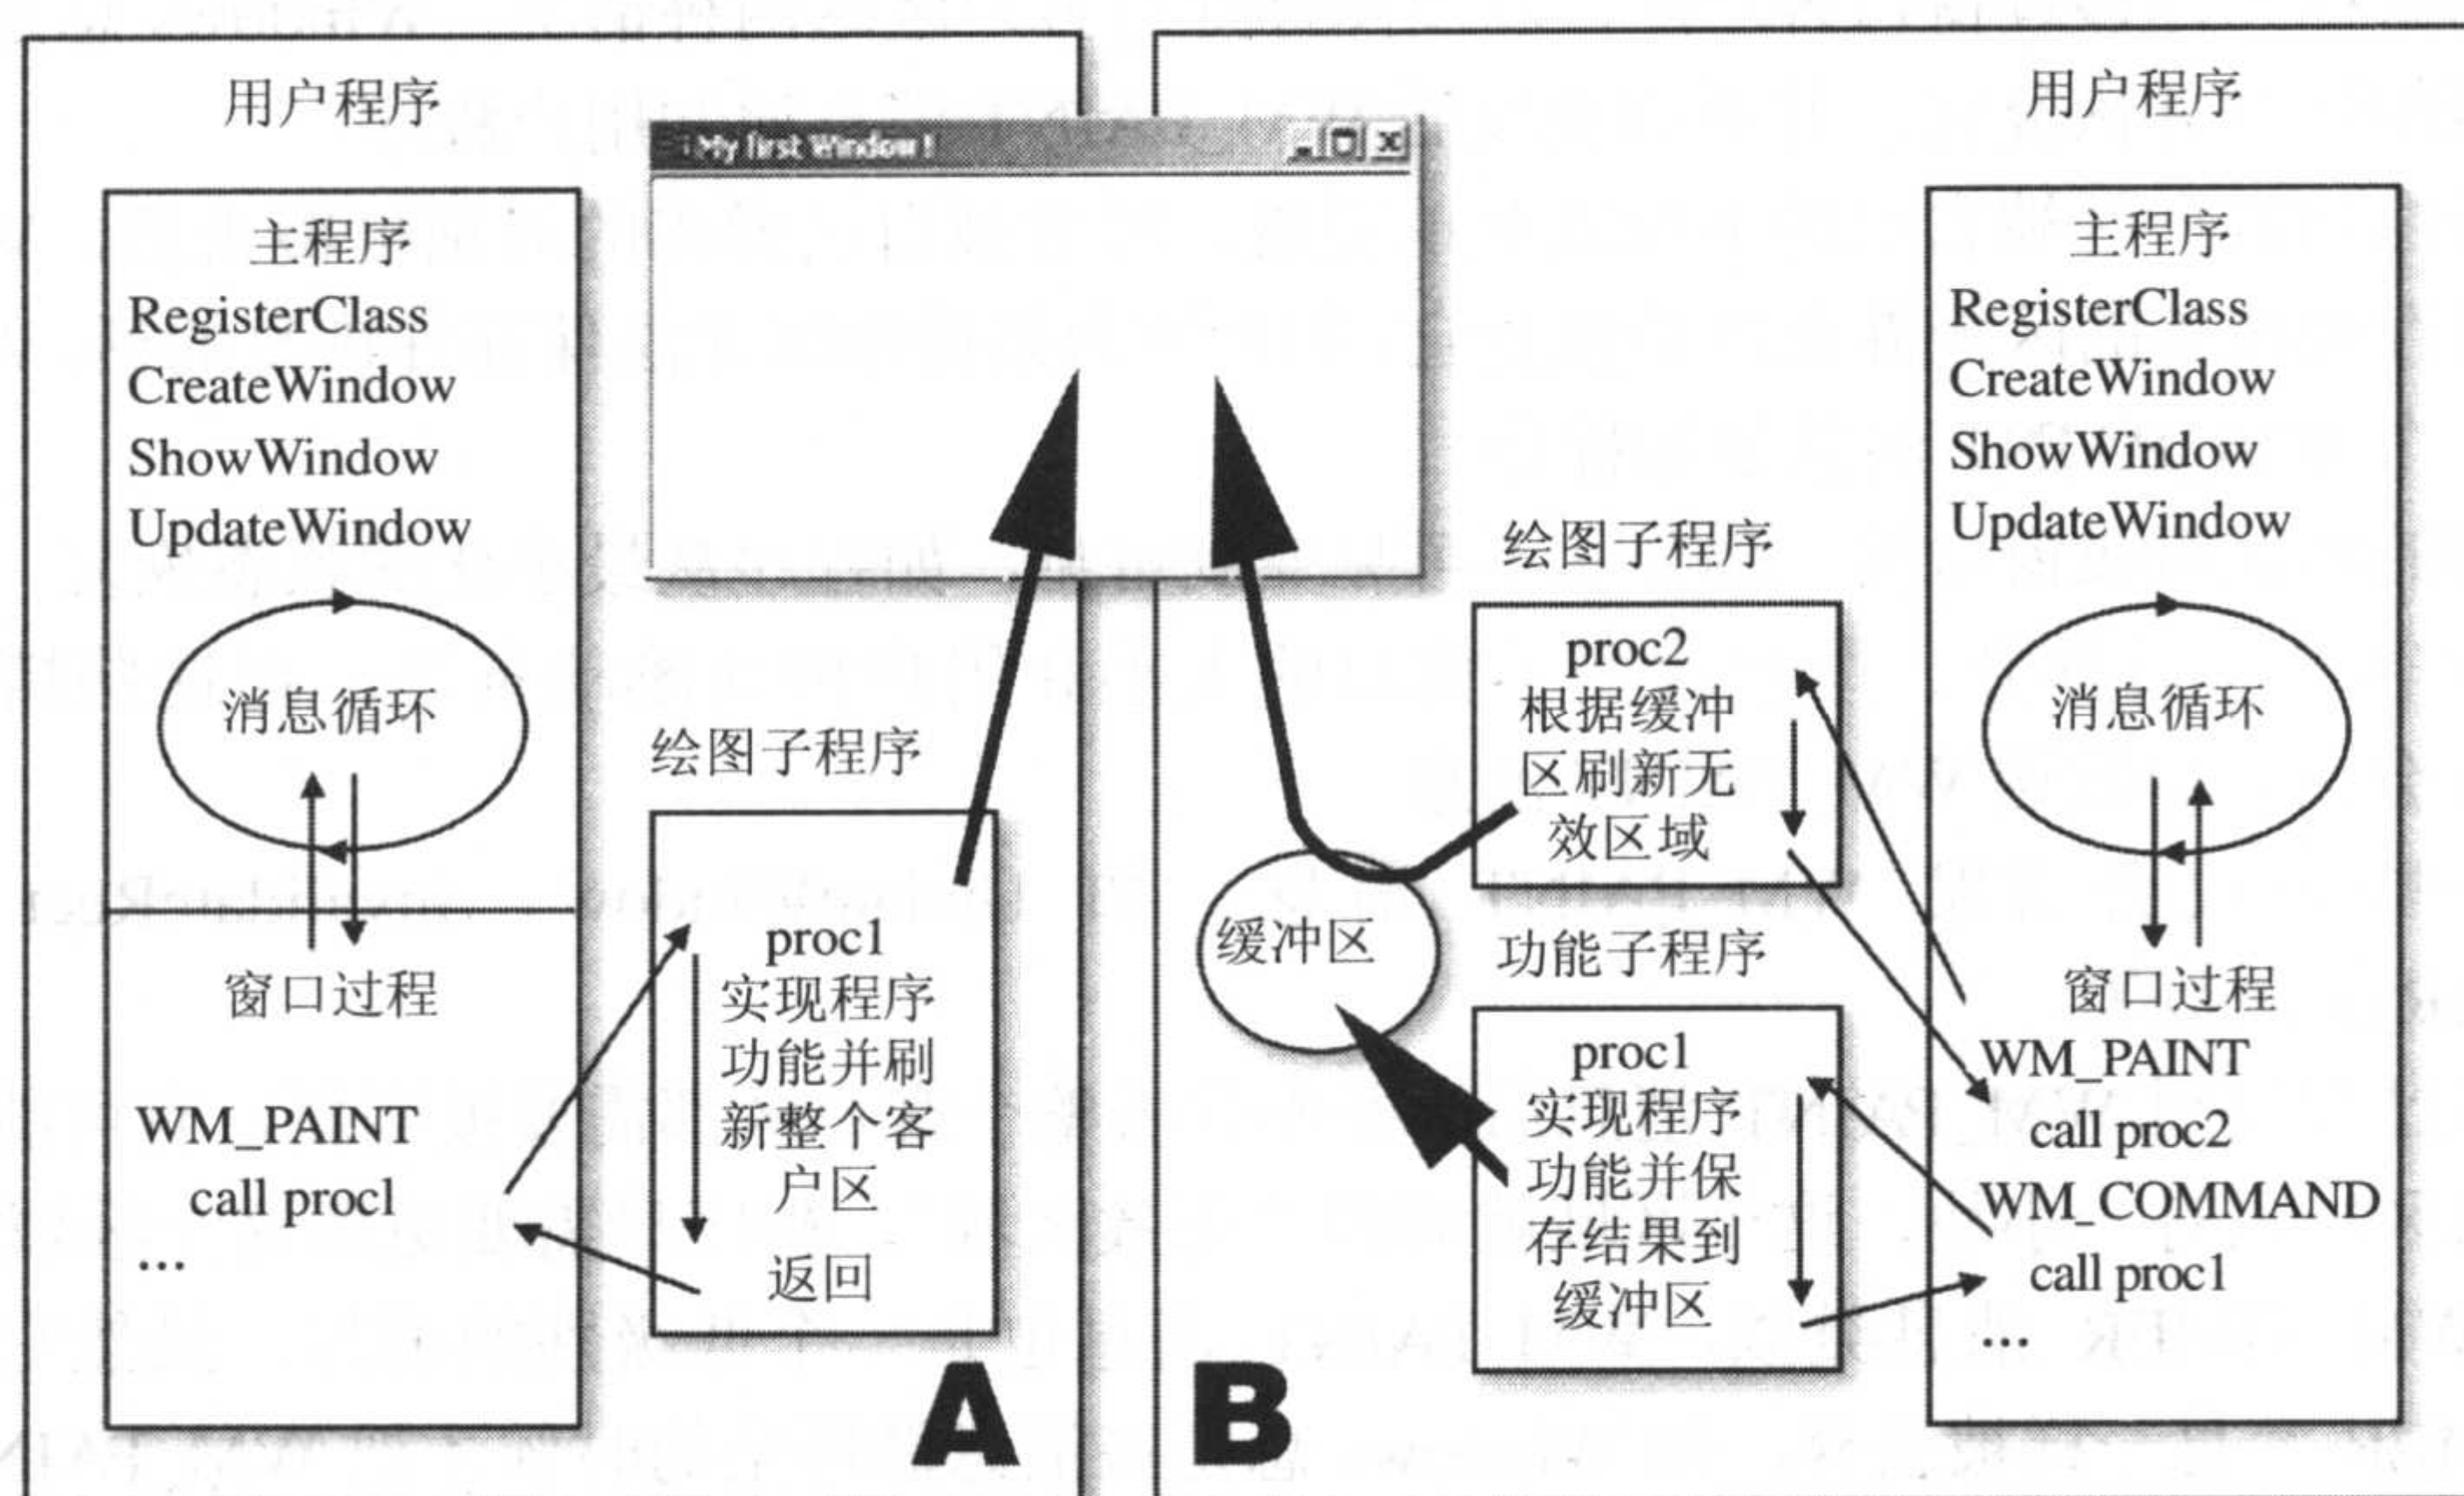 用户程序
主程序
RegisterClass
CreateWindow
ShowWindow
UpdateWindow
消息循环
窗口过程
WM_PAINT
call proc1
...
绘图子程序
proc1
实现程序
功能并刷
新整个客
户区
返回
A
My first Window !
B
用户程序
绘图子程序
proc2
根据缓冲
区刷新无
效区域
缓冲区
功能子程序
proc1
实现程序
功能并保
存结果到
缓冲区
主程序
RegisterClass
CreateWindow
ShowWindow
UpdateWindow
消息循环
窗口过程
WM_PAINT
call proc2
WM_COMMAND
call proc1
...